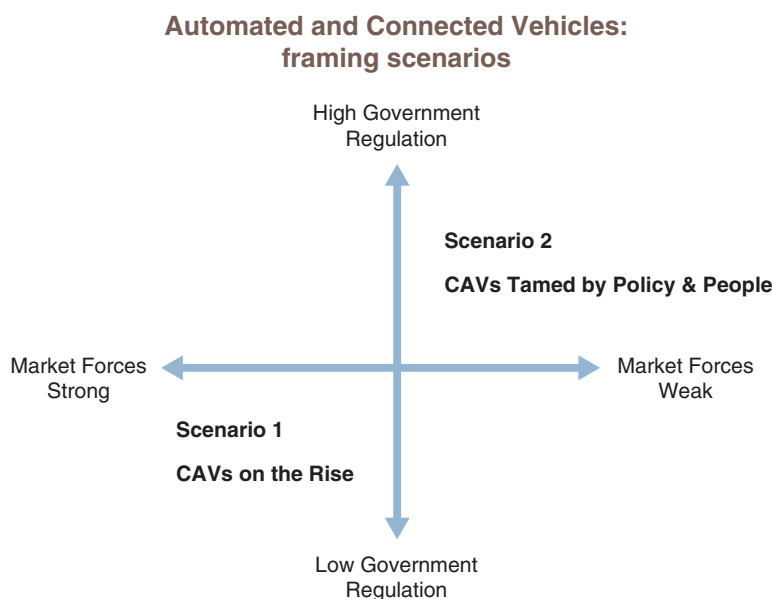 Automated and Connected Vehicles:
framing scenarios
High Government
Regulation
Scenario 2
CAVs Tamed by Policy & People
Market Forces
Strong
Market Forces
Weak
Scenario 1
CAVs on the Rise
Low Government
Regulation